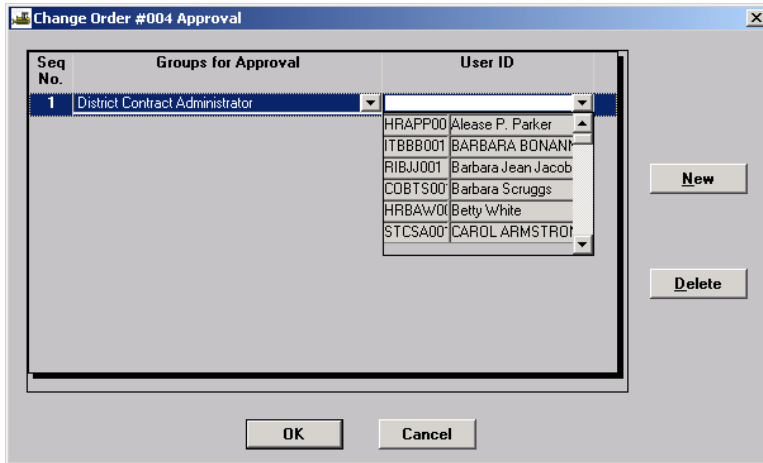 Change Order #004 Approval
Seq No. Groups for Approval User ID
1 District Contract Administrator
HRAPP00 Alease P. Parker
ITBBB001 BARBARA BONANN
RIBJJ001 Barbara Jean Jacob
COBTS00 Barbara Scruggs
HRBAW00 Betty White
STCSA00 CAROL ARMSTRON
New
Delete
OK Cancel